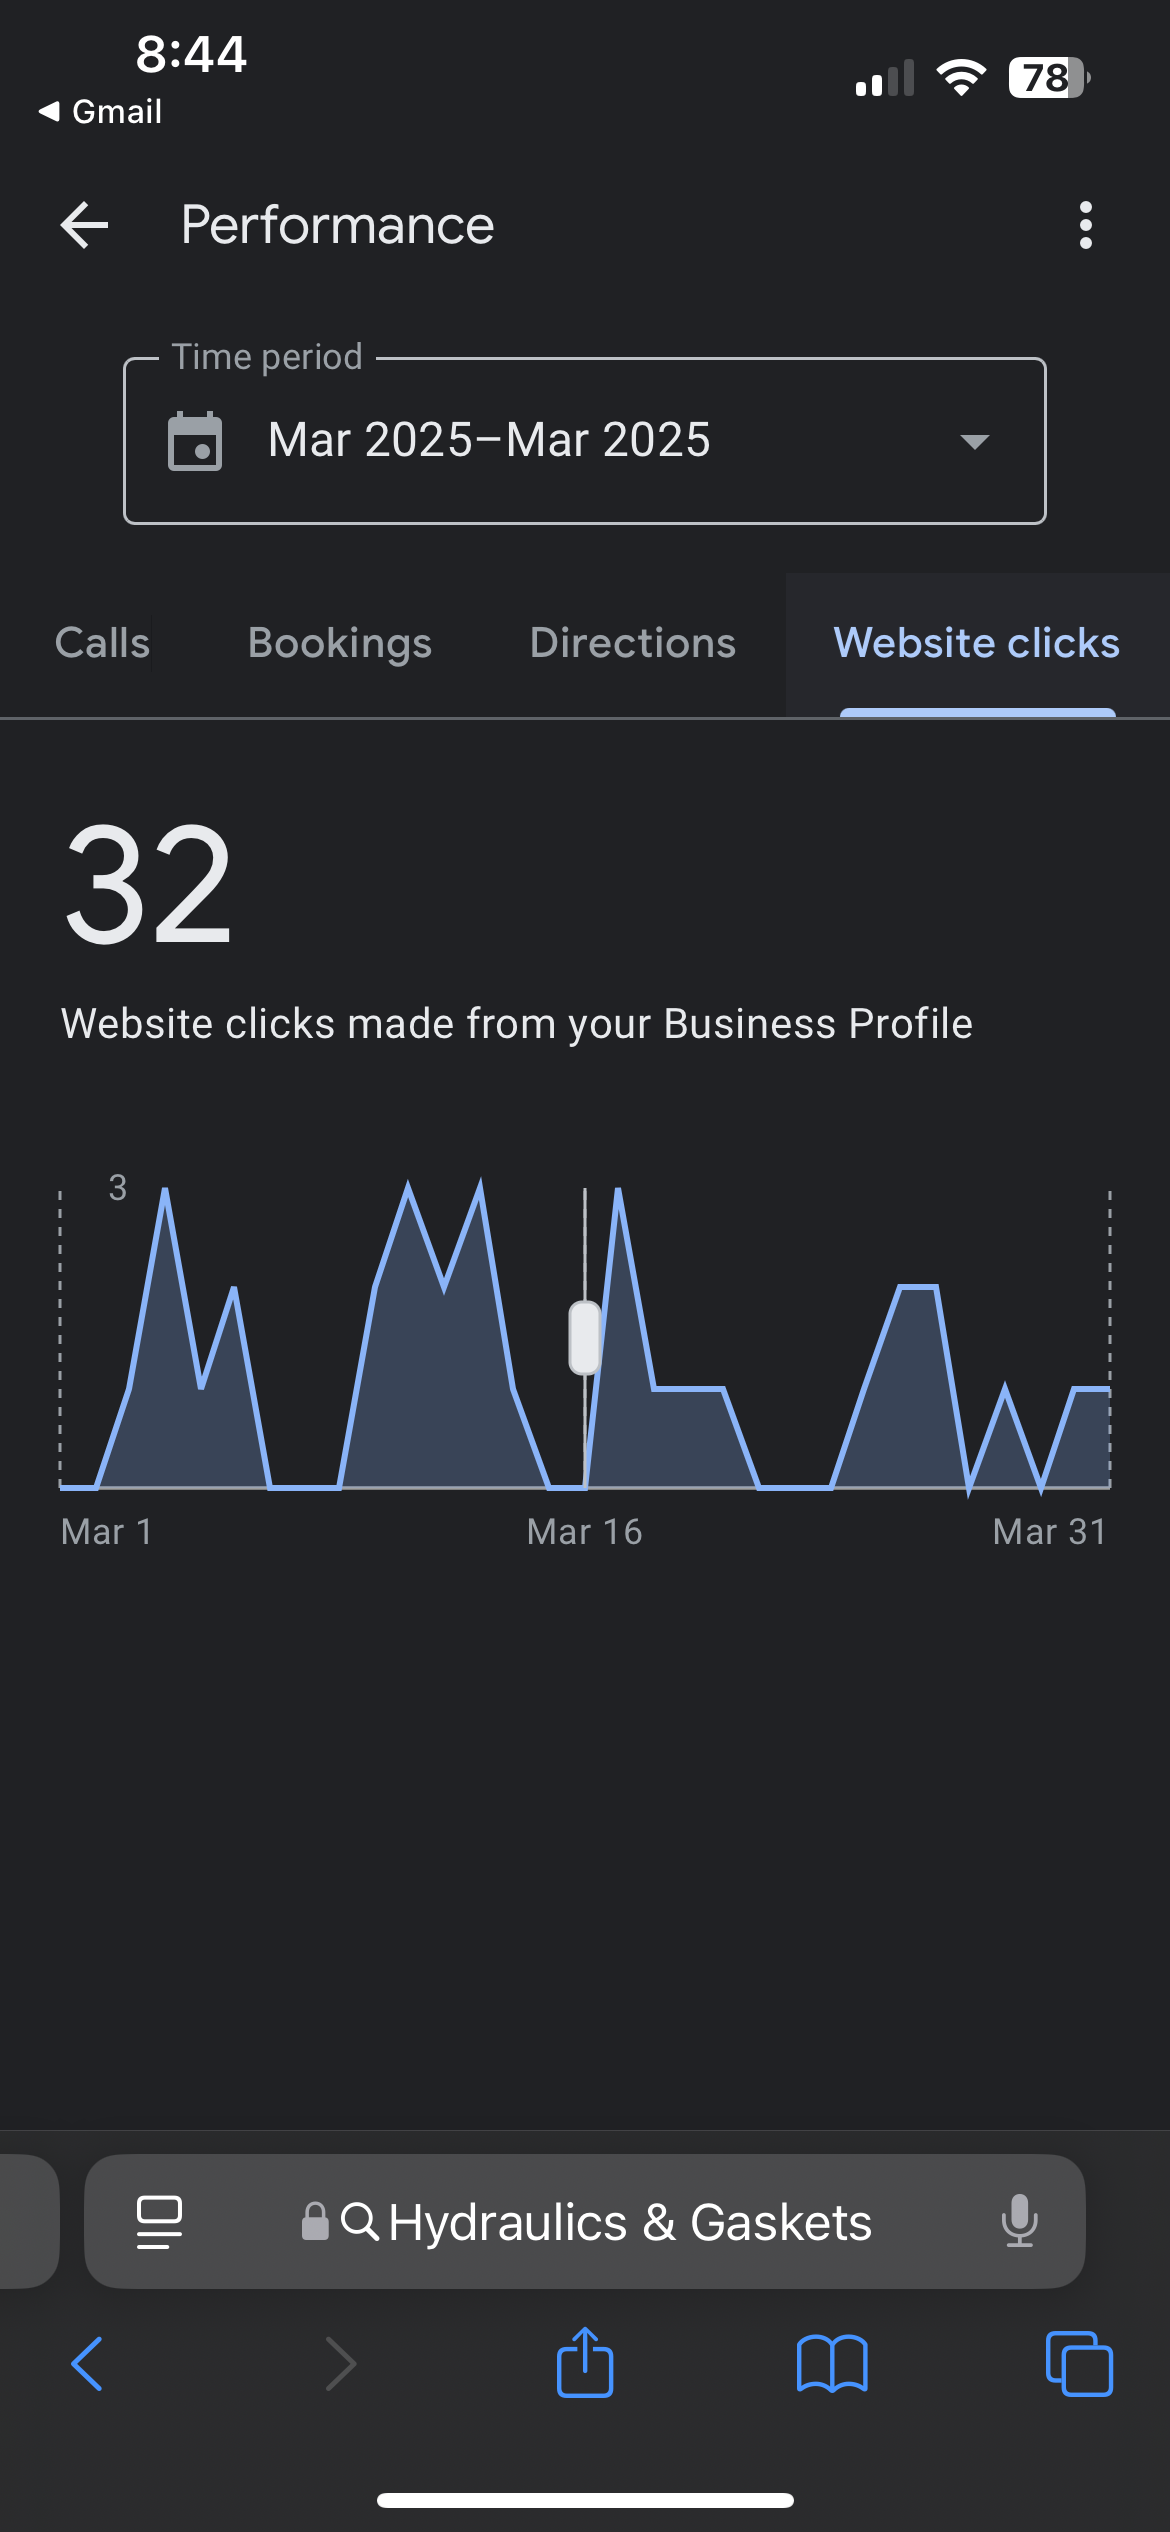 8:44
78
Gmail
Performance
Time period
Mar 2025–Mar 2025
Calls
Bookings
Directions
Website clicks
32
Website clicks made from your Business Profile
3
Mar 1
Mar 16
Mar 31
Hydraulics & Gaskets